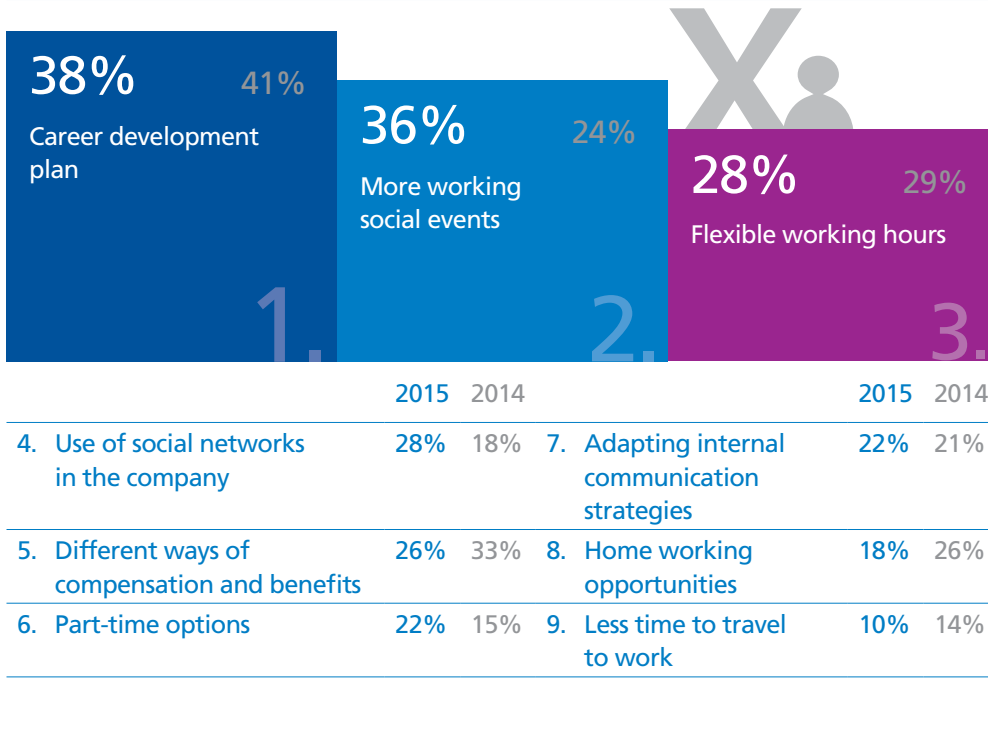 X
38% 41%
Career development
plan
1.
36% 24%
More working
social events
2.
28% 29%
Flexible working hours
3.
2015 2014 2015 2014
4. Use of social networks 28% 18%
in the company
5. Different ways of 26% 33%
compensation and benefits
6. Part-time options 22% 15%
7. Adapting internal 22% 21%
communication
strategies
8. Home working 18% 26%
opportunities
9. Less time to travel 10% 14%
to work